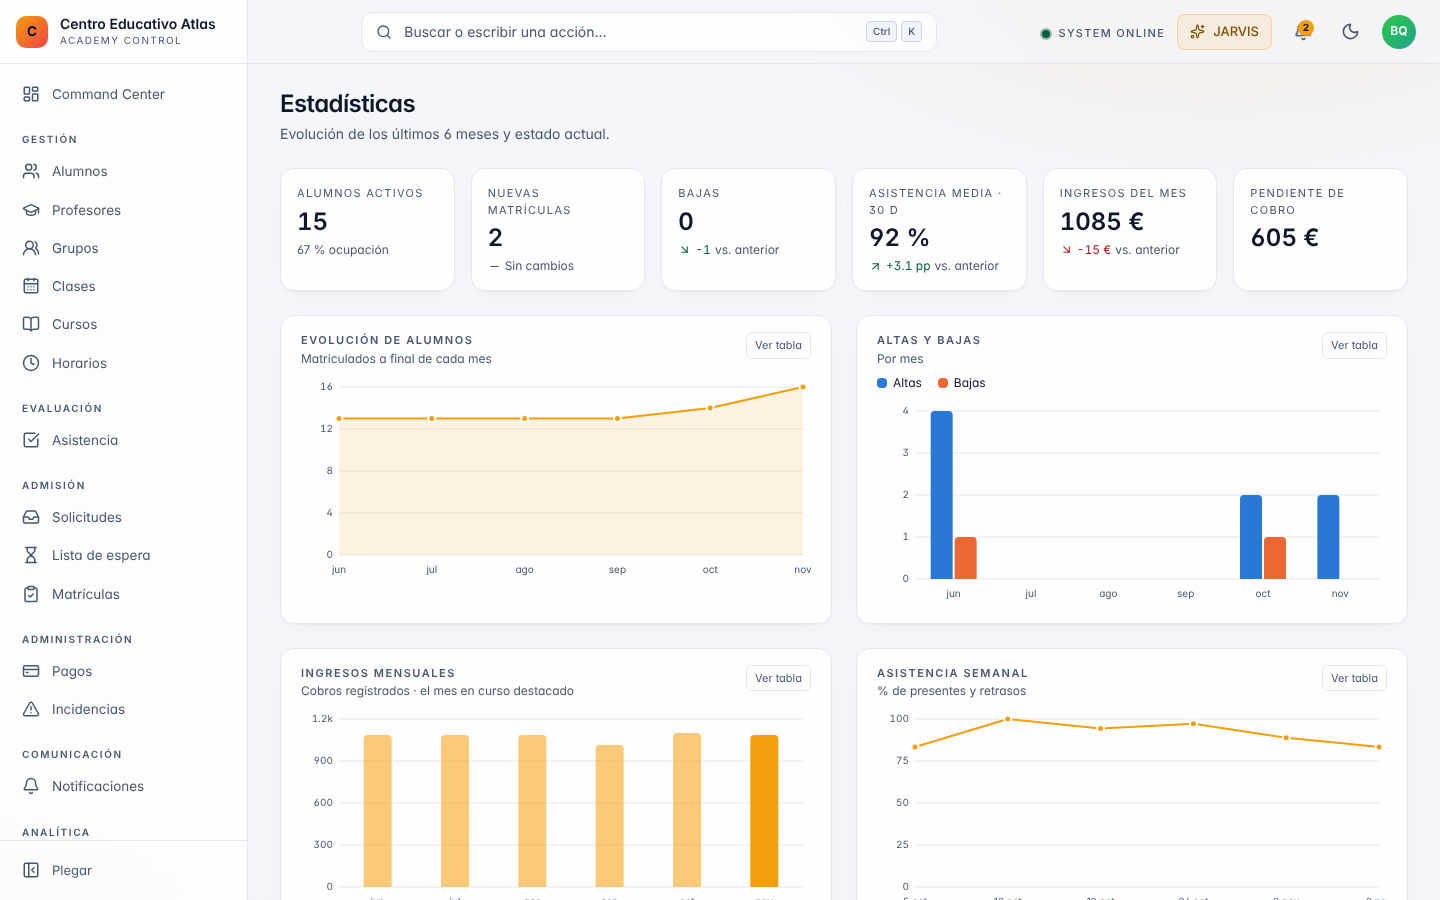 C
Centro Educativo Atlas
ACADEMY CONTROL
Buscar o escribir una acción...
Ctrl K
SYSTEM ONLINE
JARVIS
2
BQ
Command Center
GESTIÓN
Alumnos
Profesores
Grupos
Clases
Cursos
Horarios
EVALUACIÓN
Asistencia
ADMISIÓN
Solicitudes
Lista de espera
Matrículas
ADMINISTRACIÓN
Pagos
Incidencias
COMUNICACIÓN
Notificaciones
ANALÍTICA
Plegar
Estadísticas
Evolución de los últimos 6 meses y estado actual.
ALUMNOS ACTIVOS
15
67 % ocupación
NUEVAS
MATRÍCULAS
2
— Sin cambios
BAJAS
0
↘ -1 vs. anterior
ASISTENCIA MEDIA ·
30 D
92 %
↗ +3.1 pp vs. anterior
INGRESOS DEL MES
1085 €
↘ -15 € vs. anterior
PENDIENTE DE
COBRO
605 €
EVOLUCIÓN DE ALUMNOS
Matriculados a final de cada mes
Ver tabla
16
12
8
4
0
jun jul ago sep oct nov
ALTAS Y BAJAS
Por mes
Ver tabla
Altas Bajas
4
3
2
1
0
jun jul ago sep oct nov
INGRESOS MENSUALES
Cobros registrados · el mes en curso destacado
Ver tabla
1.2k
900
600
300
0
ASISTENCIA SEMANAL
% de presentes y retrasos
Ver tabla
100
75
50
25
0